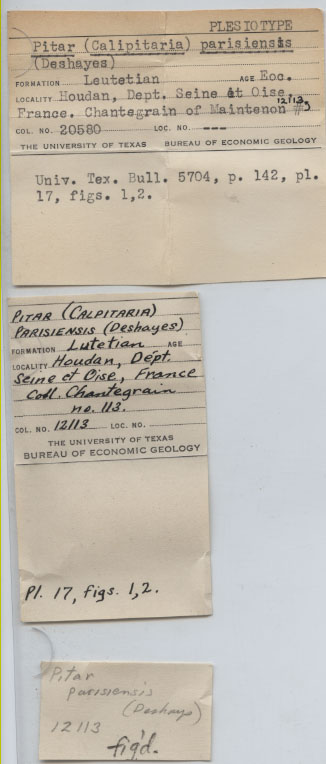 PLESIOTYPE
Pitar (Calipitaria) parisiensis
(Deshayes)
FORMATION Leutetian AGE Eoc.
LOCALITY Houdan, Dept. Seine et Oise,
France. Chantegrain of Maintenon #3
12113
COL. NO. 20580 LOC. NO. ---
THE UNIVERSITY OF TEXAS BUREAU OF ECONOMIC GEOLOGY
Univ. Tex. Bull. 5704, p. 142, pl.
17, figs. 1,2.
PITAR (CALPITARIA)
PARISIENSIS (Deshayes)
FORMATION Lutetian AGE
LOCALITY Houdan, Dépt.
Seine et Oise, France
Coll. Chantegrain
no. 113.
COL. NO. 12113 LOC. NO.
THE UNIVERSITY OF TEXAS
BUREAU OF ECONOMIC GEOLOGY
Pl. 17, figs. 1,2.
Pitar
parisiensis
(Deshays)
12113
fig'd.